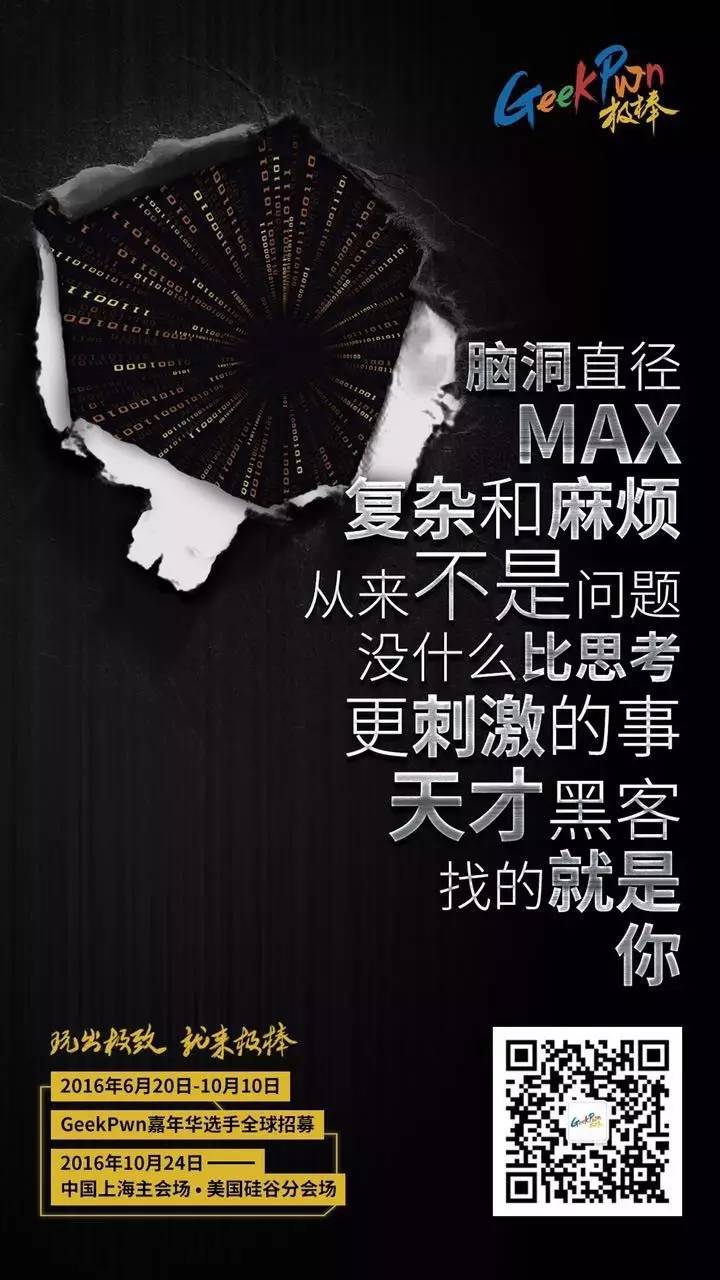 GeekPwn
极棒
脑洞直径
MAX
复杂和麻烦
从来不是问题
没什么比思考
更刺激的事
天才黑客
找的就是
你
玩出极致 就来极棒
2016年6月20日-10月10日
GeekPwn嘉年华选手全球招募
2016年10月24日——
中国上海主会场·美国硅谷分会场
GeekPwn